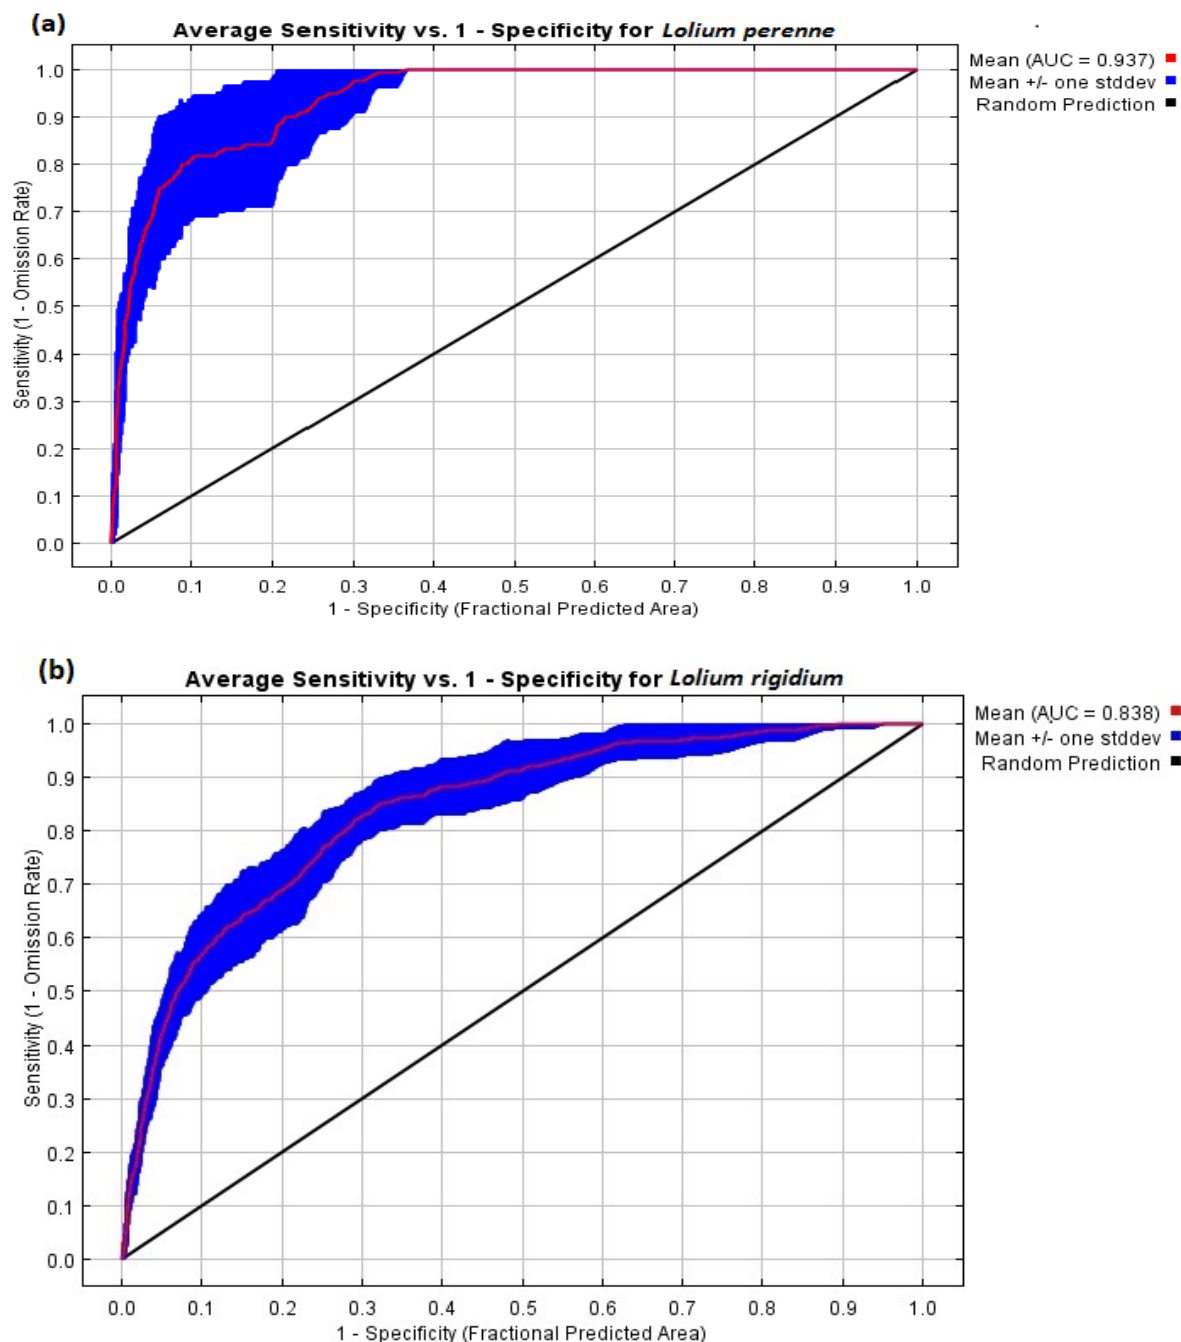 (a)
Average Sensitivity vs. 1 - Specificity for Lolium perenne
Mean (AUC = 0.937)
Mean +/- one stddev
Random Prediction
Sensitivity (1 - Omission Rate)
1.0
0.9
0.8
0.7
0.6
0.5
0.4
0.3
0.2
0.1
0.0
0.0 0.1 0.2 0.3 0.4 0.5 0.6 0.7 0.8 0.9 1.0
1 - Specificity (Fractional Predicted Area)
(b)
Average Sensitivity vs. 1 - Specificity for Lolium rigidium
Mean (AUC = 0.838)
Mean +/- one stddev
Random Prediction
Sensitivity (1 - Omission Rate)
1.0
0.9
0.8
0.7
0.6
0.5
0.4
0.3
0.2
0.1
0.0
0.0 0.1 0.2 0.3 0.4 0.5 0.6 0.7 0.8 0.9 1.0
1 - Specificity (Fractional Predicted Area)